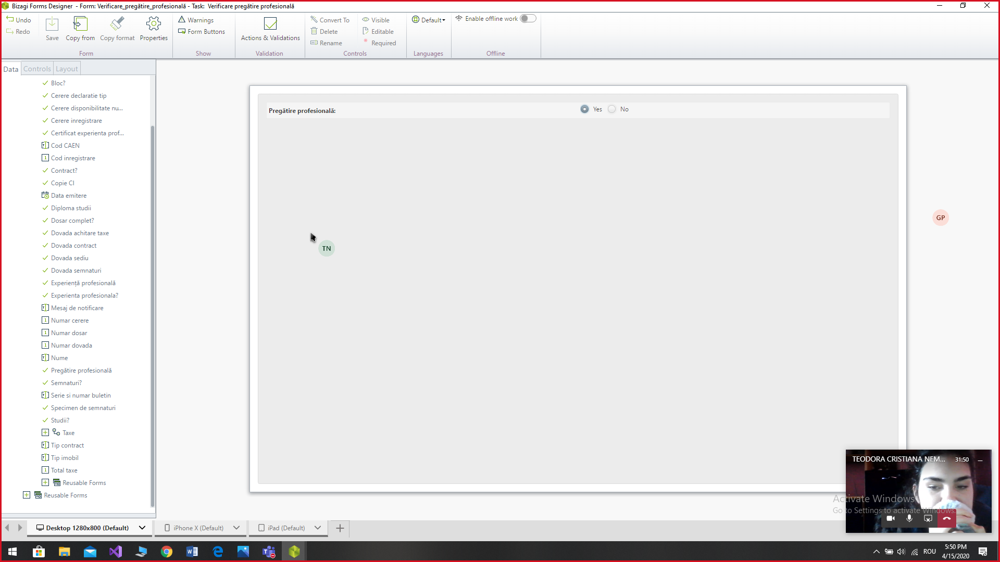 Bizagi Forms Designer - Form: Verificare_pregătire_profesională - Task: Verificare pregătire profesională
Undo
Redo
Save
Copy from
Copy format
Properties
Form
Warnings
Form Buttons
Show
Actions & Validations
Validation
Convert To
Delete
Rename
Visible
Editable
Required
Controls
Default
Languages
Enable offline work
Offline
Data
Controls
Layout
Bloc?
Cerere declaratie tip
Cerere disponibilitate nu...
Cerere inregistrare
Certificat experienta prof...
Cod CAEN
Cod inregistrare
Contract?
Copie CI
Data emitere
Diploma studii
Dosar complet?
Dovada achitare taxe
Dovada contract
Dovada sediu
Dovada semnaturi
Experiență profesională
Experienta profesionala?
Mesaj de notificare
Numar cerere
Numar dosar
Numar dovada
Nume
Pregătire profesională
Semnaturi?
Serie si numar buletin
Specimen de semnaturi
Studii?
Taxe
Tip contract
Tip imobil
Total taxe
Reusable Forms
Reusable Forms
Pregătire profesională:
Yes
No
TN
GP
TEODORA CRISTIANA NEM...
31:50
Activate Windows
Go to Settings to activate Windows.
Desktop 1280x800 (Default)
iPhone X (Default)
iPad (Default)
ROU
5:50 PM
4/15/2020